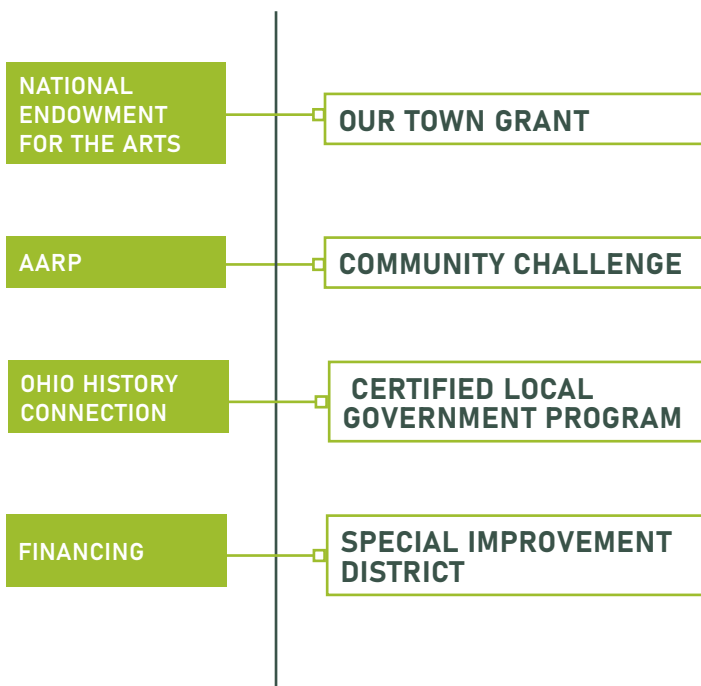 NATIONAL
ENDOWMENT
FOR THE ARTS
OUR TOWN GRANT
AARP
COMMUNITY CHALLENGE
OHIO HISTORY
CONNECTION
CERTIFIED LOCAL
GOVERNMENT PROGRAM
FINANCING
SPECIAL IMPROVEMENT
DISTRICT